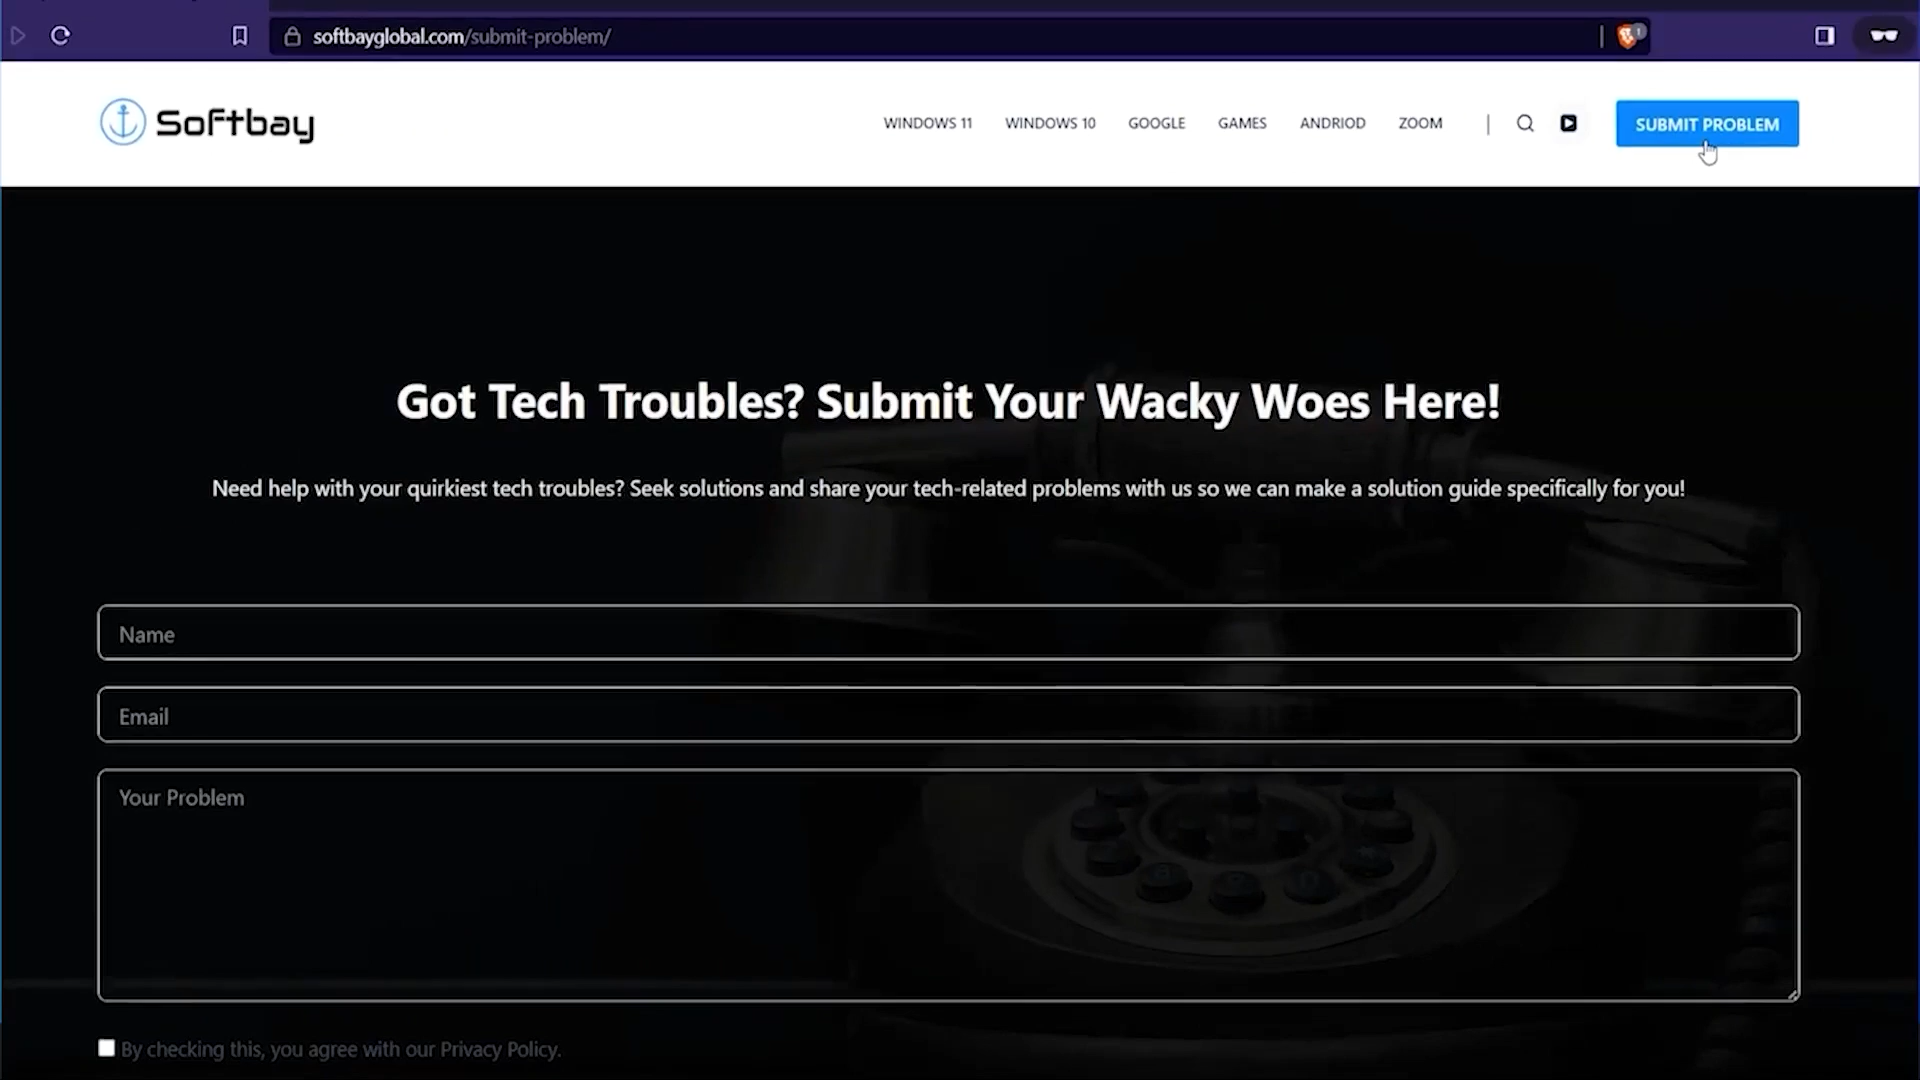 softbayglobal.com/submit-problem/
1
Softbay
WINDOWS 11
WINDOWS 10
GOOGLE
GAMES
ANDRIOD
ZOOM
SUBMIT PROBLEM
Got Tech Troubles? Submit Your Wacky Woes Here!
Need help with your quirkiest tech troubles? Seek solutions and share your tech-related problems with us so we can make a solution guide specifically for you!
Name
Email
Your Problem
By checking this, you agree with our Privacy Policy.